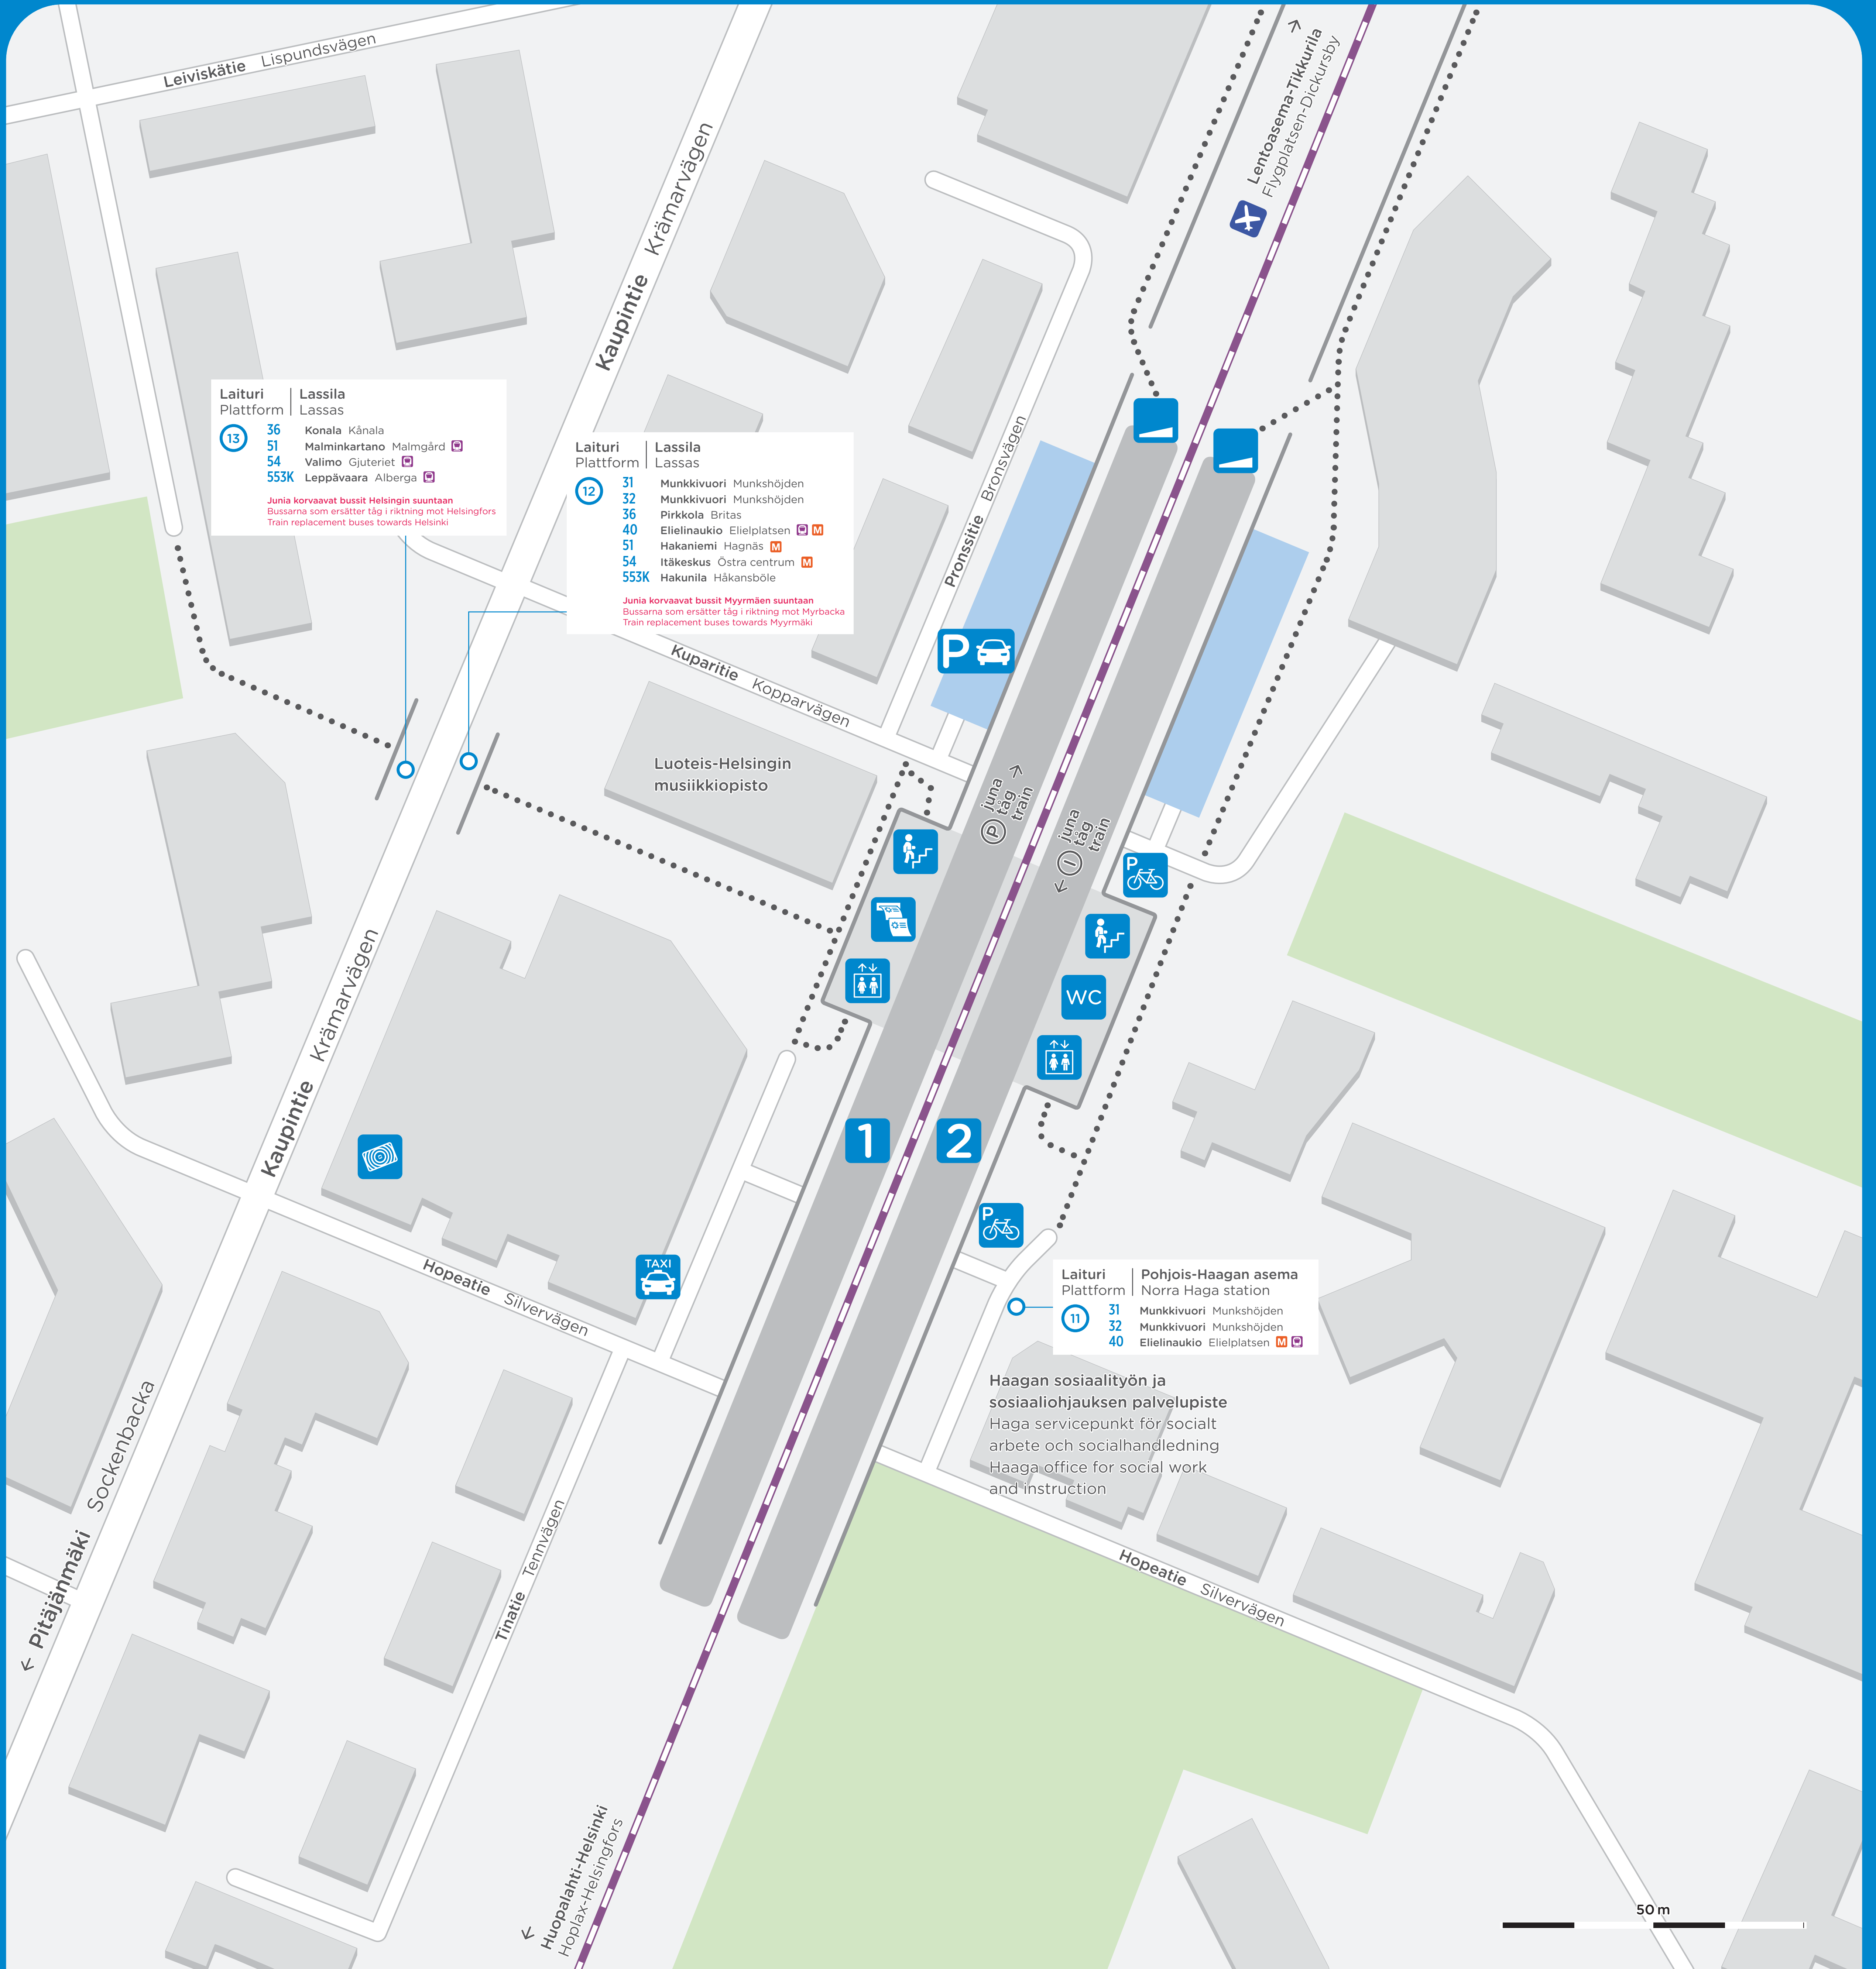 Leiviskätie Lispundsvägen
Kaupintie Krämarvägen
Lentoasema-Tikkurila
Flygplatsen-Dickursby
Laituri Lassila
Plattform Lassas
13
36 Konala Kånala
51 Malminkartano Malmgård
54 Valimo Gjuteriet
553K Leppävaara Alberga
Junia korvaavat bussit Helsingin suuntaan
Bussarna som ersätter tåg i riktning mot Helsingfors
Train replacement buses towards Helsinki
Laituri Lassila
Plattform Lassas
12
31 Munkkivuori Munkshöjden
32 Munkkivuori Munkshöjden
36 Pirkkola Britas
40 Elielinaukio Elielplatsen M
51 Hakaniemi Hagnäs M
54 Itäkeskus Östra centrum M
553K Hakunila Håkansböle
Junia korvaavat bussit Myyrmäen suuntaan
Bussarna som ersätter tåg i riktning mot Myrbacka
Train replacement buses towards Myyrmäki
Pronssitie Bronsvägen
P
Kuparitie Kopparvägen
Luoteis-Helsingin
musiikkiopisto
P juna
tåg
train
I juna
tåg
train
P
WC
Kaupintie Krämarvägen
1
2
P
TAXI
Hopeatie Silvervägen
Laituri Pohjois-Haagan asema
Plattform Norra Haga station
11
31 Munkkivuori Munkshöjden
32 Munkkivuori Munkshöjden
40 Elielinaukio Elielplatsen M
Haagan sosiaalityön ja
sosiaaliohjauksen palvelupiste
Haga servicepunkt för socialt
arbete och socialhandledning
Haaga office for social work
and instruction
Pitäjänmäki Sockenbacka
Tinatie Tennvägen
Hopeatie Silvervägen
Huopalahti-Helsinki
Hoplax-Helsingfors
50 m